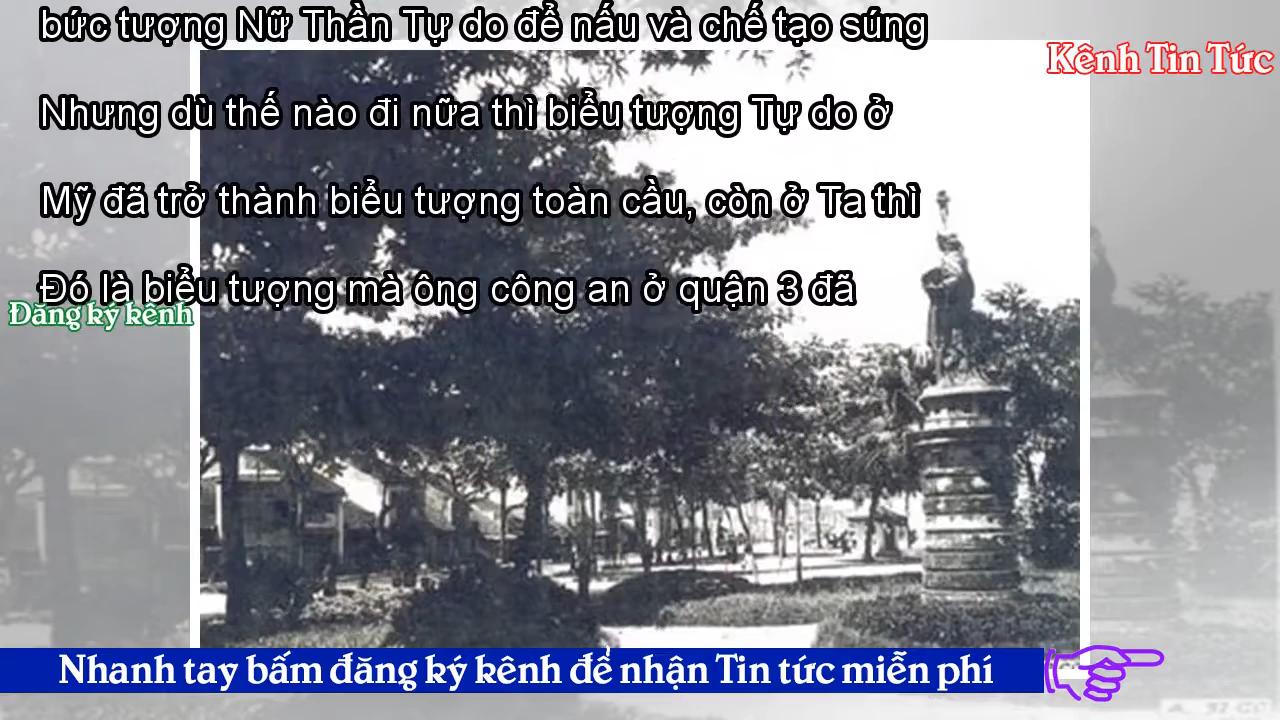 bức tượng Nữ Thần Tự do để nấu và chế tạo súng
Kênh Tin Tức
Nhưng dù thế nào đi nữa thì biểu tượng Tự do ở
Mỹ đã trở thành biểu tượng toàn cầu, còn ở Ta thì
Đó là biểu tượng mà ông công an ở quận 3 đã
Đăng ký kênh
Nhanh tay bấm đăng ký kênh để nhận Tin tức miễn phí